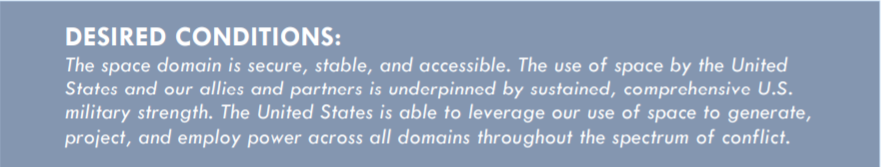 DESIRED CONDITIONS:
The space domain is secure, stable, and accessible. The use of space by the United
States and our allies and partners is underpinned by sustained, comprehensive U.S.
military strength. The United States is able to leverage our use of space to generate,
project, and employ power across all domains throughout the spectrum of conflict.